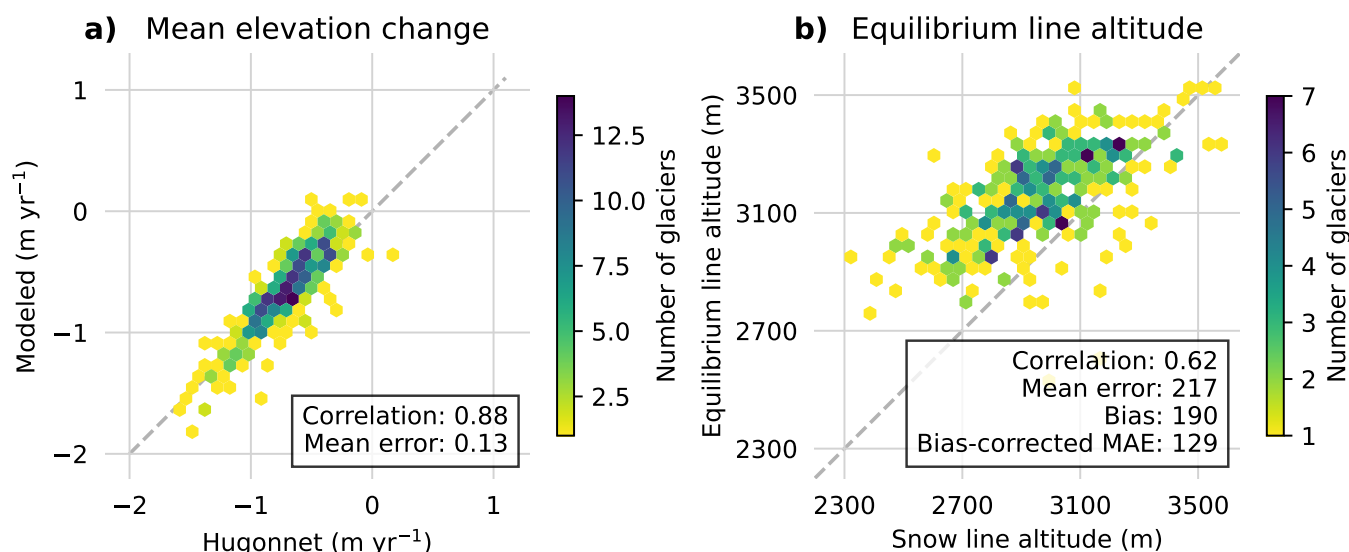 a) Mean elevation change
1
0
−1
−2
Modeled (m yr⁻¹)
−2 −1 0 1
Hugonnet (m yr⁻¹)
Correlation: 0.88
Mean error: 0.13
12.5
10.0
7.5
5.0
2.5
Number of glaciers
b) Equilibrium line altitude
3500
3100
2700
2300
Equilibrium line altitude (m)
2300 2700 3100 3500
Snow line altitude (m)
Correlation: 0.62
Mean error: 217
Bias: 190
Bias-corrected MAE: 129
7
6
5
4
3
2
1
Number of glaciers